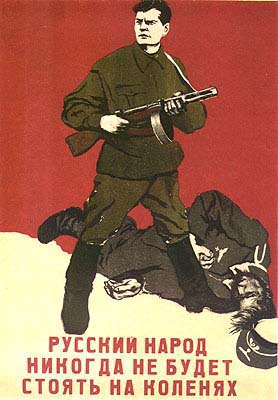 РУССКИЙ НАРОД
НИКОГДА НЕ БУДЕТ
СТОЯТЬ НА КОЛЕНЯХ